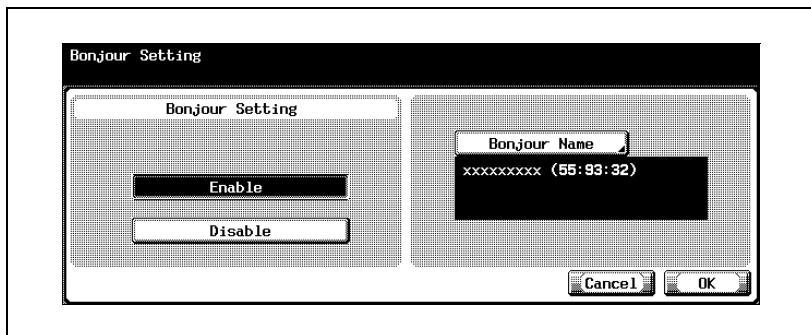 Bonjour Setting
Bonjour Setting
Enable
Disable
Bonjour Name
xxxxxxxxx (55:93:32)
Cancel
OK